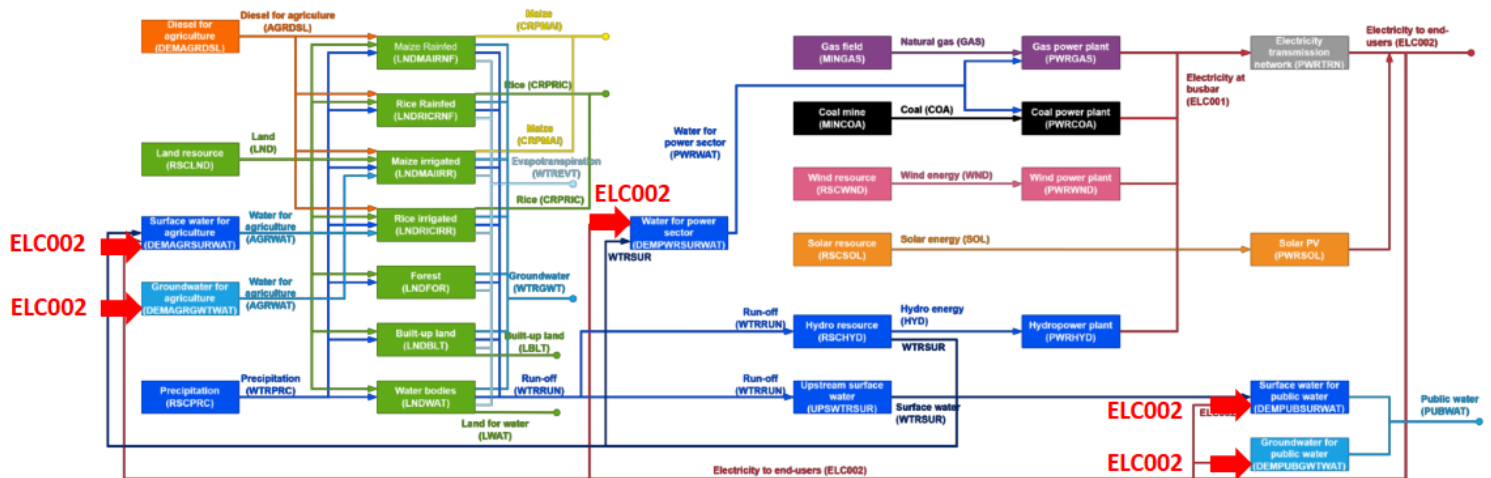 Diesel for
agriculture
(DEMAGRDSL)
Diesel for agriculure
(AGRDSL)
Maize Rainfed
(LNDMAIRNF)
Maize
(CRPMAI)
Rice Rainfed
(LNDRICRNF)
Rice (CRPRIC)
Land resource
(RSCLND)
Land
(LND)
Maize irrigated
(LNDMAIIRR)
Maize
(CRPMAI)
Evapotranspiration
(WTREVT)
Rice (CRPRIC)
ELC002
Surface water for
agriculture
(DEMAGRSURWAT)
Water for
agriculture
(AGRWAT)
Rice irrigated
(LNDRICIRR)
ELC002
Groundwater for
agriculture
(DEMAGRGWTWAT)
Water for
agriculture
(AGRWAT)
Forest
(LNDFOR)
Groundwater
(WTRGWT)
Built-up land
(LNDBLT)
Built-up land
(LBLT)
Precipitation
(RSCPRC)
Precipitation
(WTRPRC)
Water bodies
(LNDWAT)
Run-off
(WTRRUN)
Land for water
(LWAT)
ELC002
Water for power
sector
(DEMPWRSURWAT)
WTRSUR
Water for
power sector
(PWRWAT)
Gas field
(MINGAS)
Natural gas (GAS)
Gas power plant
(PWRGAS)
Electricity
transmission
network (PWRTRN)
Electricity to end-
users (ELC002)
Electricity at
busbar
(ELC001)
Coal mine
(MINCOA)
Coal (COA)
Coal power plant
(PWRCOA)
Wind resource
(RSCWND)
Wind energy (WND)
Wind power plant
(PWRWND)
Solar resource
(RSCSOL)
Solar energy (SOL)
Solar PV
(PWRSOL)
Run-off
(WTRRUN)
Hydro resource
(RSCHYD)
Hydro energy
(HYD)
WTRSUR
Hydropower plant
(PWRHYD)
Run-off
(WTRRUN)
Upstream surface
water
(UPSWTRSUR)
Surface water
(WTRSUR)
ELC002
Surface water for
public water
(DEMPUBSURWAT)
Public water
(PUBWAT)
ELC002
Groundwater for
public water
(DEMPUBGWTWAT)
Electricity to end-users (ELC002)